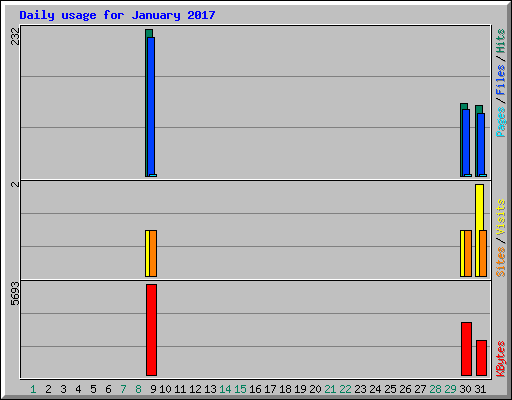 Daily usage for January 2017
232
Pages / Files / Hits
2
Sites / Visits
5693
KBytes
1 2 3 4 5 6 7 8 9 10 11 12 13 14 15 16 17 18 19 20 21 22 23 24 25 26 27 28 29 30 31